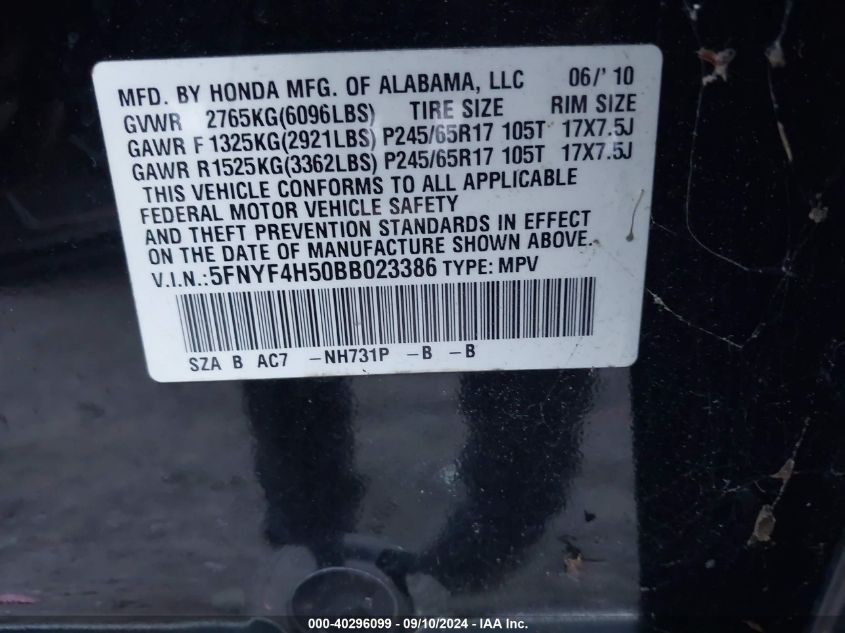 MFD. BY HONDA MFG. OF ALABAMA, LLC 06/' 10
GVWR 2765KG(6096LBS) TIRE SIZE RIM SIZE
GAWR F 1325KG(2921LBS) P245/65R17 105T 17X7.5J
GAWR R1525KG(3362LBS) P245/65R17 105T 17X7.5J
THIS VEHICLE CONFORMS TO ALL APPLICABLE
FEDERAL MOTOR VEHICLE SAFETY
AND THEFT PREVENTION STANDARDS IN EFFECT
ON THE DATE OF MANUFACTURE SHOWN ABOVE.
V.I.N.:5FNYF4H50BB023386 TYPE: MPV
SZA B AC7 -NH731P -B -B
000-40296099 - 09/10/2024 - IAA Inc.